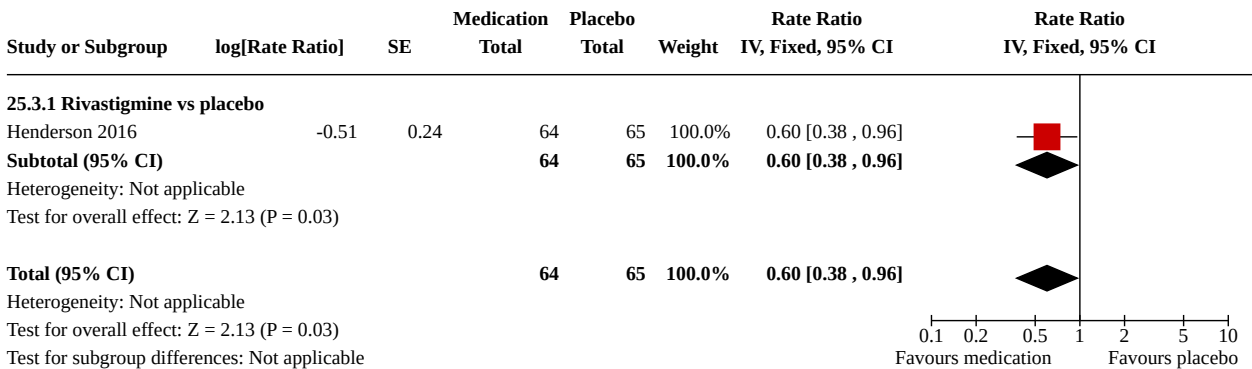 Medication Placebo Rate Ratio Rate Ratio
Study or Subgroup log[Rate Ratio] SE Total Total Weight IV, Fixed, 95% CI IV, Fixed, 95% CI
25.3.1 Rivastigmine vs placebo
Henderson 2016 -0.51 0.24 64 65 100.0% 0.60 [0.38 , 0.96]
Subtotal (95% CI) 64 65 100.0% 0.60 [0.38 , 0.96]
Heterogeneity: Not applicable
Test for overall effect: Z = 2.13 (P = 0.03)
Total (95% CI) 64 65 100.0% 0.60 [0.38 , 0.96]
Heterogeneity: Not applicable
Test for overall effect: Z = 2.13 (P = 0.03)
0.1 0.2 0.5 1 2 5 10
Test for subgroup differences: Not applicable Favours medication Favours placebo